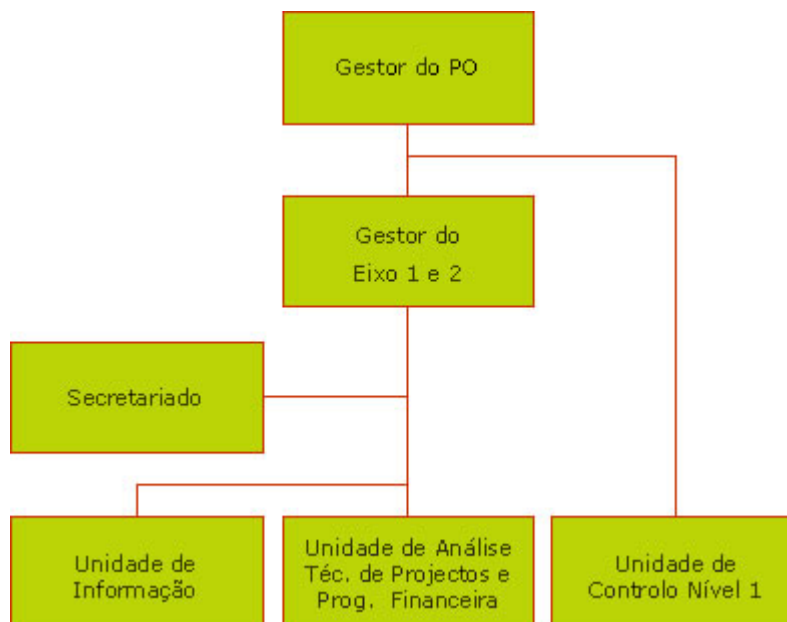 Gestor do PO
Gestor do
Eixo 1 e 2
Secretariado
Unidade de
Informação
Unidade de Análise
Téc. de Projectos e
Prog. Financeira
Unidade de
Controlo Nível 1